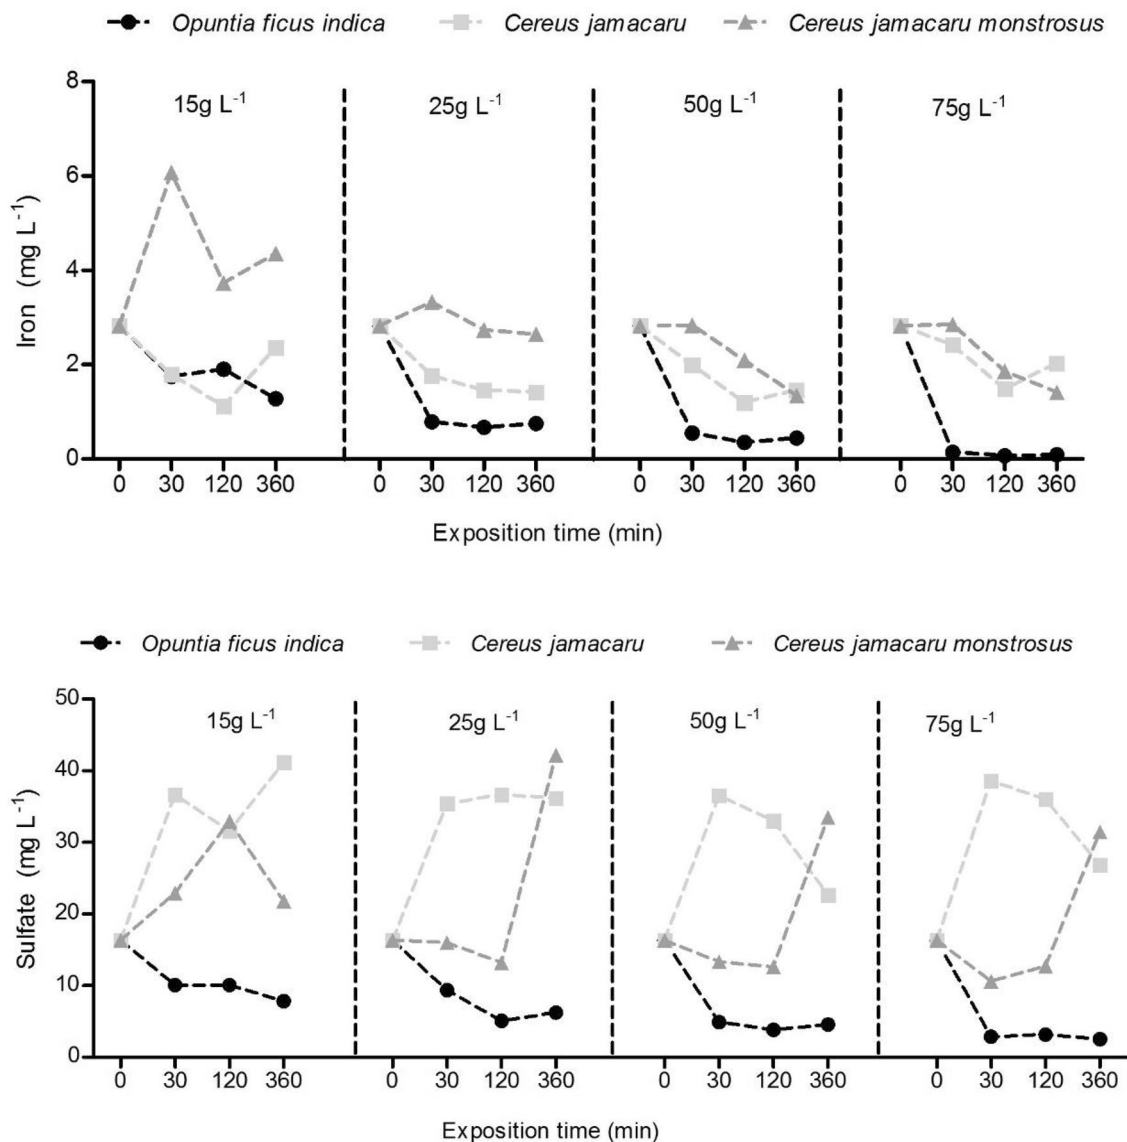 Opuntia ficus indica Cereus jamacaru Cereus jamacaru monstrosus
8
15g L⁻¹ 25g L⁻¹ 50g L⁻¹ 75g L⁻¹
6
Iron (mg L⁻¹)
4
2
0
0 30 120 360 0 30 120 360 0 30 120 360 0 30 120 360
Exposition time (min)
Opuntia ficus indica Cereus jamacaru Cereus jamacaru monstrosus
50
15g L⁻¹ 25g L⁻¹ 50g L⁻¹ 75g L⁻¹
40
30
Sulfate (mg L⁻¹)
20
10
0
0 30 120 360 0 30 120 360 0 30 120 360 0 30 120 360
Exposition time (min)